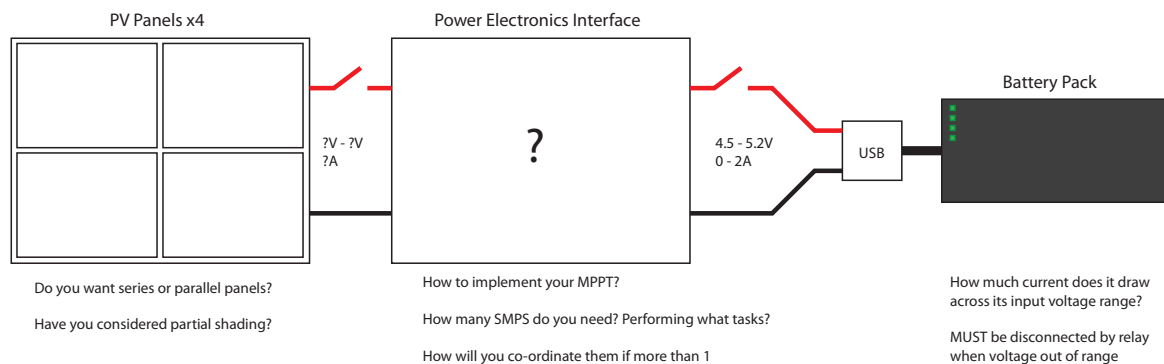 PV Panels x4
Power Electronics Interface
Battery Pack
?V - ?V
?A
?
4.5 - 5.2V
0 - 2A
USB
Do you want series or parallel panels?
Have you considered partial shading?
How to implement your MPPT?
How many SMPS do you need? Performing what tasks?
How will you co-ordinate them if more than 1
How much current does it draw
across its input voltage range?
MUST be disconnected by relay
when voltage out of range